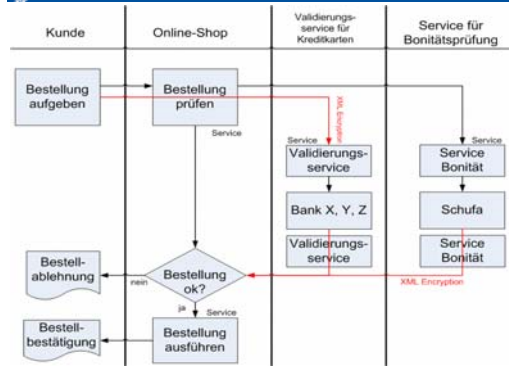 Kunde
Online-Shop
Validierungs-
service für
Kreditkarten
Service für
Bonitätsprüfung
Bestellung
aufgeben
Bestellung
prüfen
Service
XML Encryption
Service
Validierungs-
service
Service
Service
Bonität
Bank X, Y, Z
Schufa
Validierungs-
service
Service
Bonität
Bestell-
ablehnung
nein
Bestellung
ok?
XML Encryption
ja
Service
Bestell-
bestätigung
Bestellung
ausführen